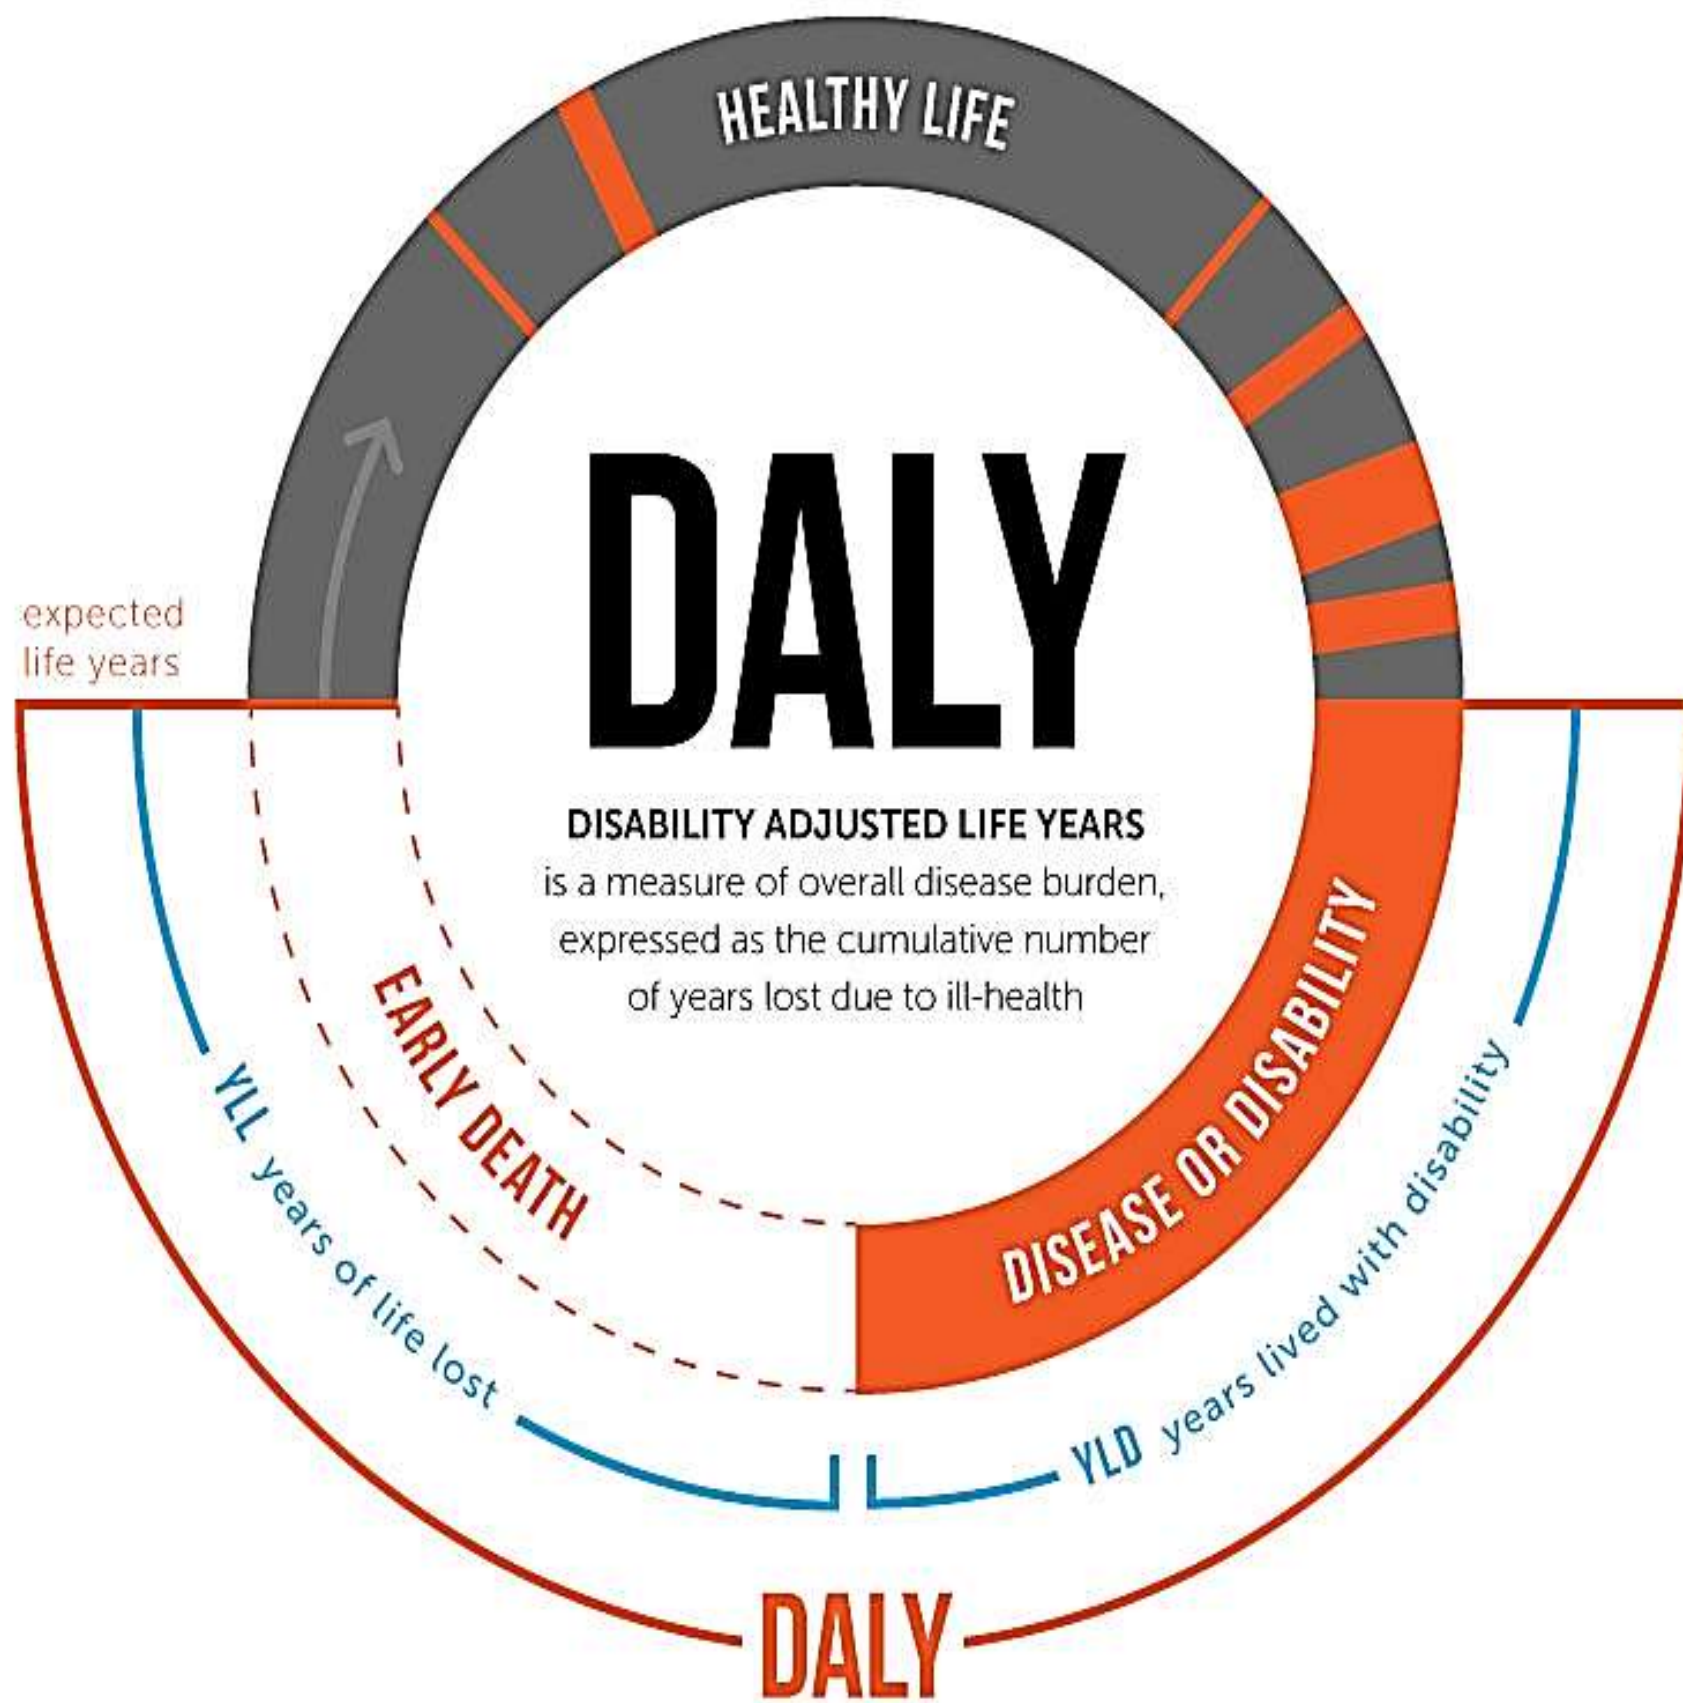 HEALTHY LIFE
expected
life years
DALY
DISABILITY ADJUSTED LIFE YEARS
is a measure of overall disease burden,
expressed as the cumulative number
of years lost due to ill-health
EARLY DEATH
DISEASE OR DISABILITY
YLL years of life lost
YLD years lived with disability
DALY